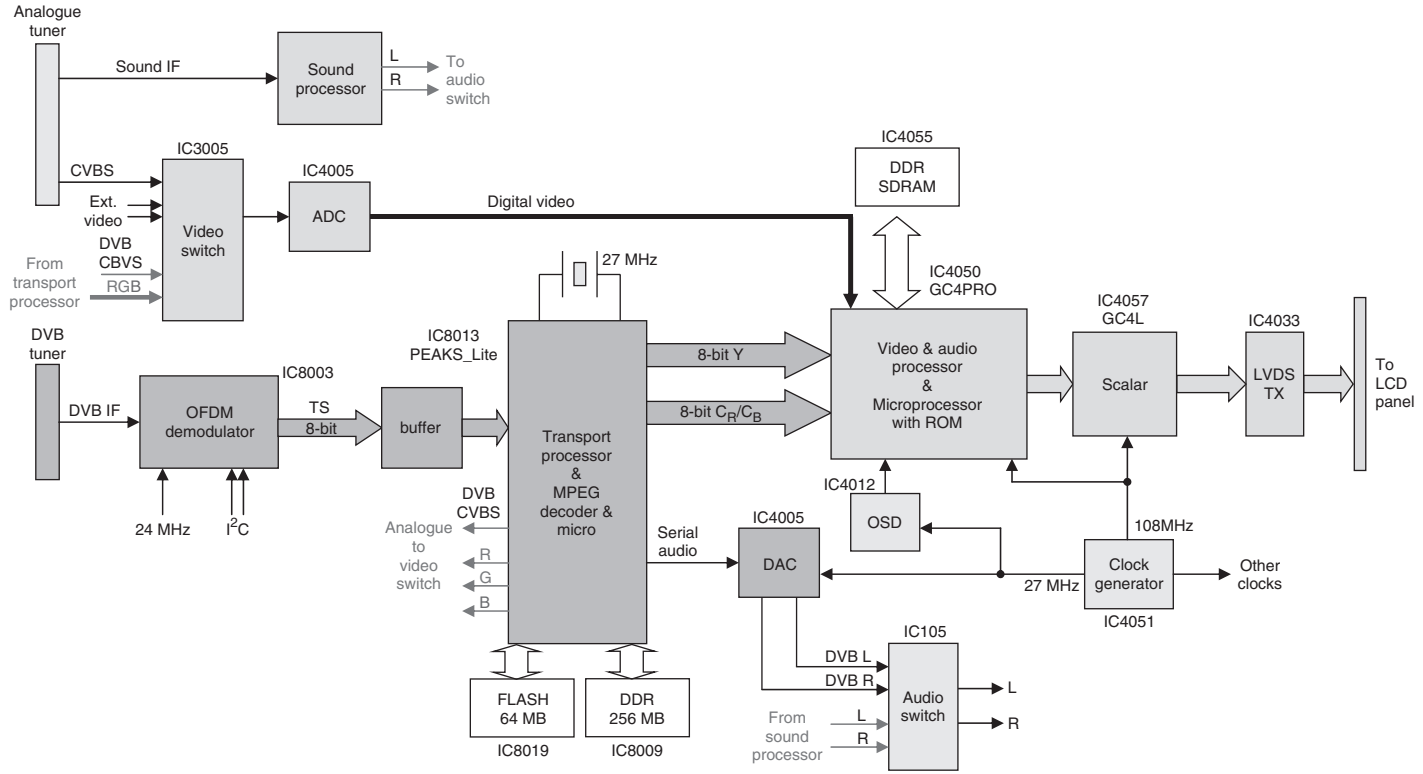 Analogue
tuner
Sound IF
Sound
processor
L
R
To
audio
switch
CVBS
Ext.
video
DVB
CBVS
From
transport
processor
RGB
IC3005
Video
switch
IC4005
ADC
Digital video
IC4055
DDR
SDRAM
27 MHz
IC4050
GC4PRO
Video & audio
processor
&
Microprocessor
with ROM
IC4057
GC4L
Scalar
IC4033
LVDS
TX
To
LCD
panel
DVB
tuner
DVB IF
IC8003
OFDM
demodulator
24 MHz
I²C
TS
8-bit
buffer
IC8013
PEAKS_Lite
Transport
processor
&
MPEG
decoder &
micro
8-bit Y
8-bit CR/CB
DVB
CVBS
Analogue
to
video
switch
R
G
B
Serial
audio
IC4005
DAC
IC4012
OSD
108MHz
27 MHz
Clock
generator
IC4051
Other
clocks
FLASH
64 MB
IC8019
DDR
256 MB
IC8009
DVB L
DVB R
From
sound
processor
L
R
IC105
Audio
switch
L
R